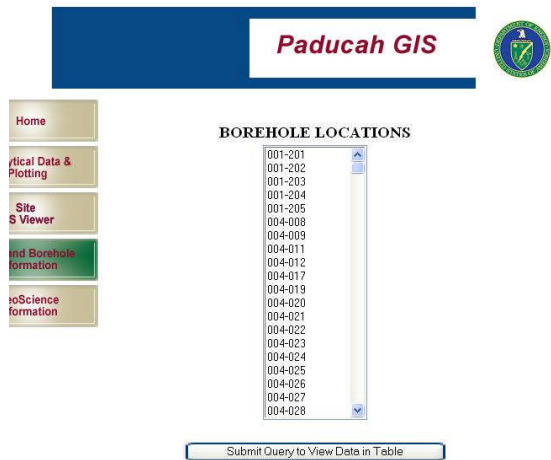 Paducah GIS
Home
ytical Data &
Plotting
Site
S Viewer
and Borehole
formation
eoScience
formation
BOREHOLE LOCATIONS
001-201
001-202
001-203
001-204
001-205
004-008
004-009
004-011
004-012
004-017
004-019
004-020
004-021
004-022
004-023
004-024
004-025
004-026
004-027
004-028
Submit Query to View Data in Table